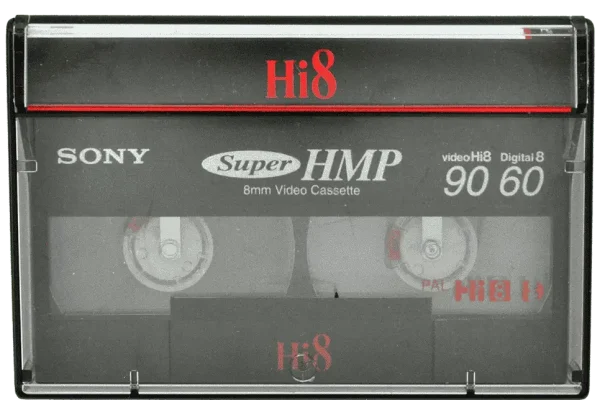 Hi8
SONY Super HMP videoHi8 Digital8
8mm Video Cassette 90 60
PAL Hi8
Hi8